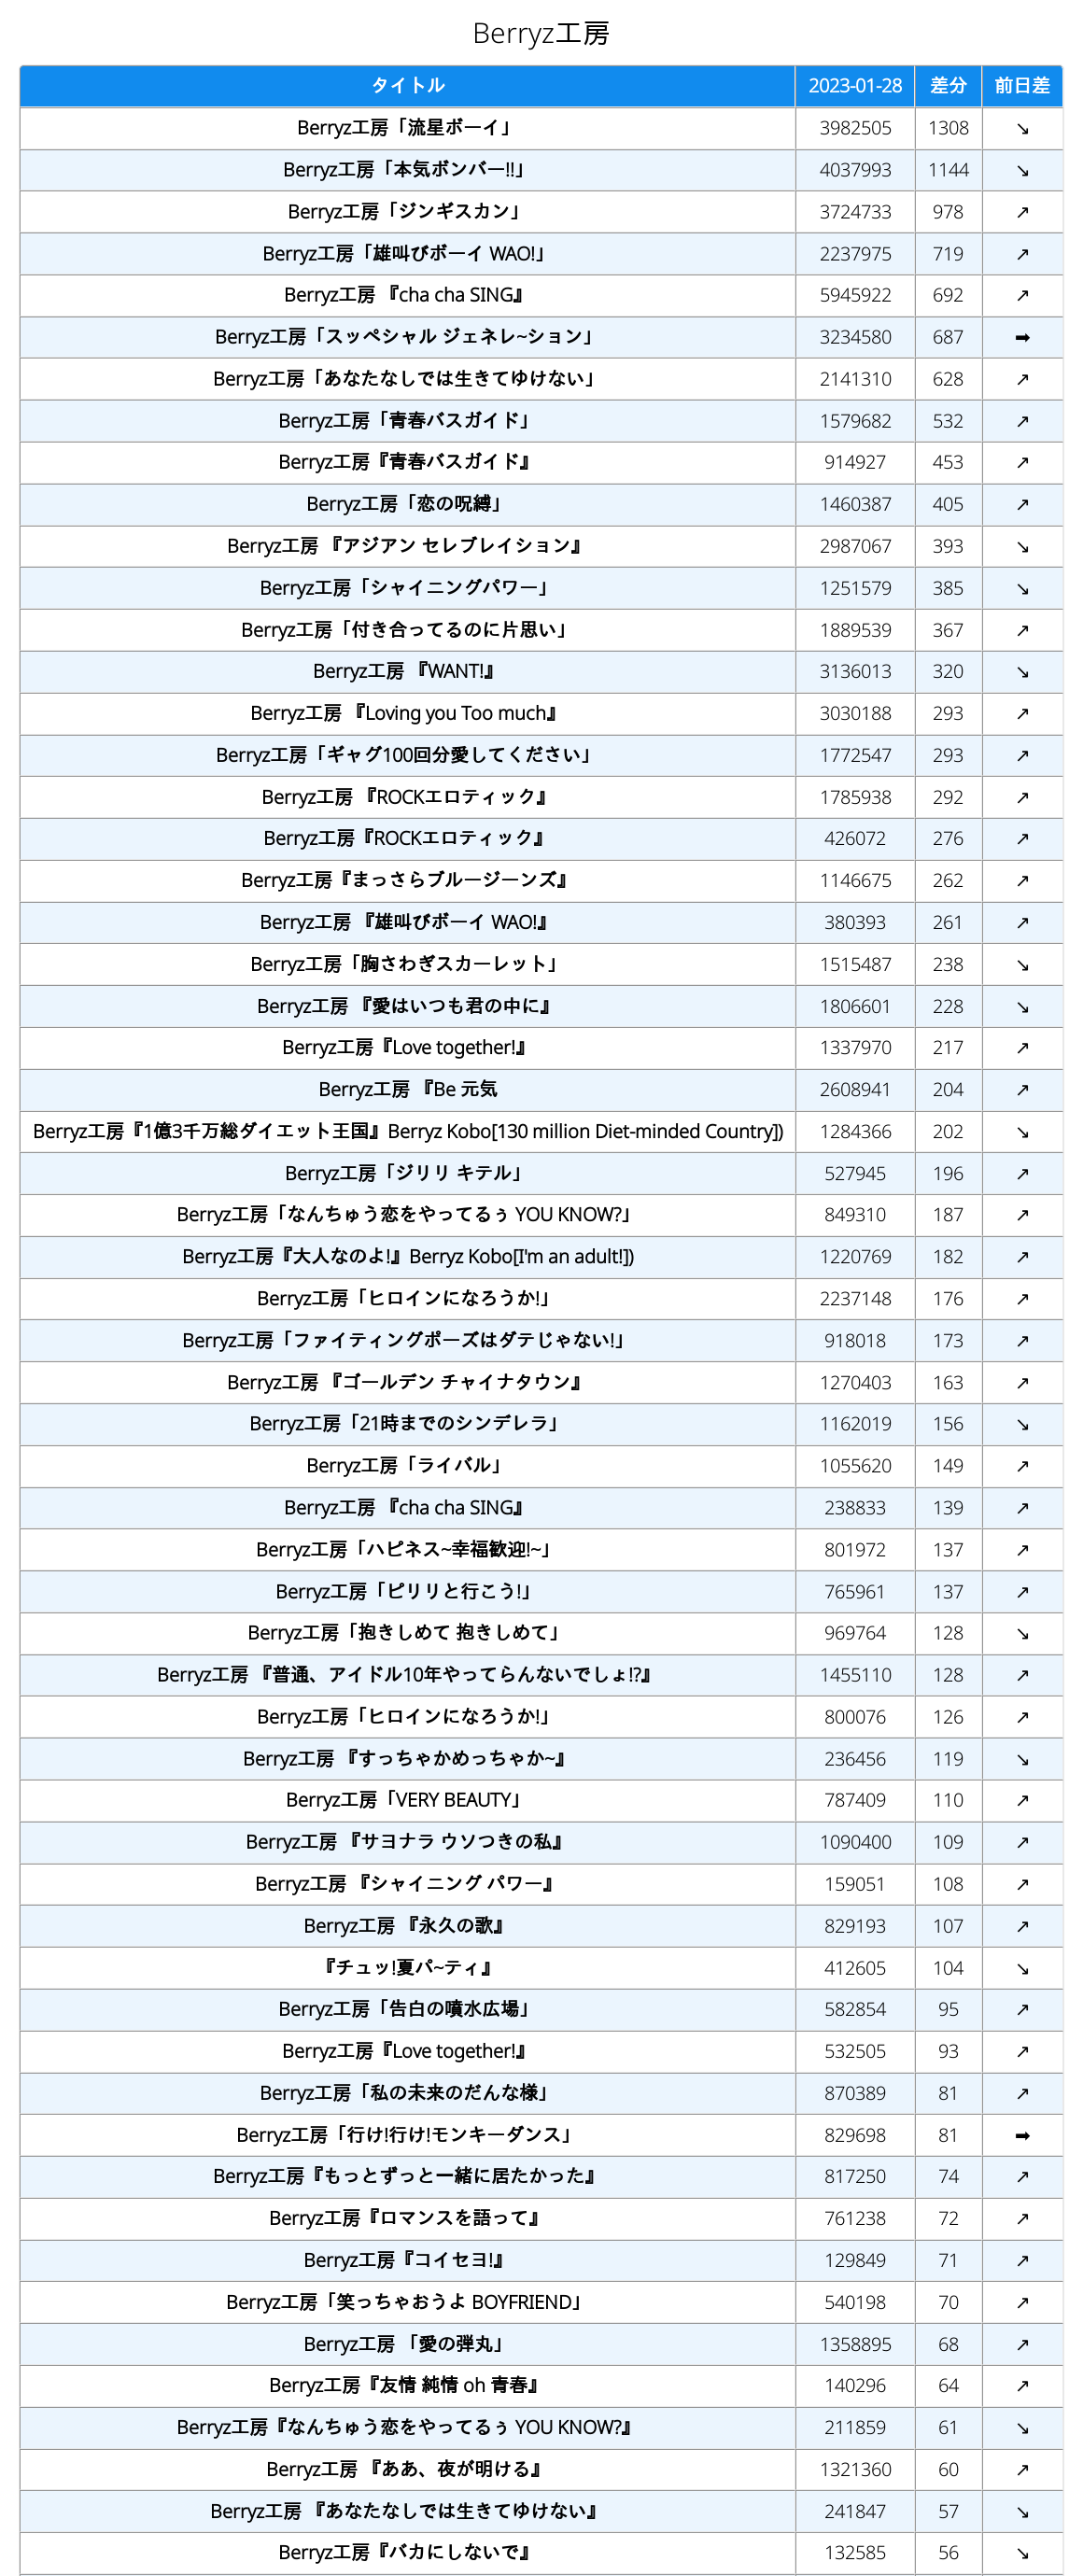 Berryz工房
タイトル 2023-01-28 差分 前日差
Berryz工房「流星ボーイ」 3982505 1308 ↘
Berryz工房「本気ボンバー!!」 4037993 1144 ↘
Berryz工房「ジンギスカン」 3724733 978 ↗
Berryz工房「雄叫びボーイ WAO!」 2237975 719 ↗
Berryz工房 『cha cha SING』 5945922 692 ↗
Berryz工房「スッペシャル ジェネレ~ション」 3234580 687 ➡
Berryz工房「あなたなしでは生きてゆけない」 2141310 628 ↗
Berryz工房「青春バスガイド」 1579682 532 ↗
Berryz工房『青春バスガイド』 914927 453 ↗
Berryz工房「恋の呪縛」 1460387 405 ↗
Berryz工房 『アジアン セレブレイション』 2987067 393 ↘
Berryz工房「シャイニングパワー」 1251579 385 ↘
Berryz工房「付き合ってるのに片思い」 1889539 367 ↗
Berryz工房 『WANT!』 3136013 320 ↘
Berryz工房 『Loving you Too much』 3030188 293 ↗
Berryz工房「ギャグ100回分愛してください」 1772547 293 ↗
Berryz工房 『ROCKエロティック』 1785938 292 ↗
Berryz工房『ROCKエロティック』 426072 276 ↗
Berryz工房『まっさらブルージーンズ』 1146675 262 ↗
Berryz工房 『雄叫びボーイ WAO!』 380393 261 ↗
Berryz工房「胸さわぎスカーレット」 1515487 238 ↘
Berryz工房 『愛はいつも君の中に』 1806601 228 ↘
Berryz工房『Love together!』 1337970 217 ↗
Berryz工房 『Be 元気 2608941 204 ↗
Berryz工房『1億3千万総ダイエット王国』Berryz Kobo[130 million Diet-minded Country]) 1284366 202 ↘
Berryz工房「ジリリ キテル」 527945 196 ↗
Berryz工房「なんちゅう恋をやってるぅ YOU KNOW?」 849310 187 ↗
Berryz工房『大人なのよ!』Berryz Kobo[I'm an adult!]) 1220769 182 ↗
Berryz工房「ヒロインになろうか!」 2237148 176 ↗
Berryz工房「ファイティングポーズはダテじゃない!」 918018 173 ↗
Berryz工房 『ゴールデン チャイナタウン』 1270403 163 ↗
Berryz工房「21時までのシンデレラ」 1162019 156 ↘
Berryz工房「ライバル」 1055620 149 ↗
Berryz工房 『cha cha SING』 238833 139 ↗
Berryz工房「ハピネス~幸福歓迎!~」 801972 137 ↗
Berryz工房「ピリリと行こう!」 765961 137 ↗
Berryz工房「抱きしめて 抱きしめて」 969764 128 ↘
Berryz工房 『普通、アイドル10年やってらんないでしょ!?』 1455110 128 ↗
Berryz工房「ヒロインになろうか!」 800076 126 ↗
Berryz工房 『すっちゃかめっちゃか~』 236456 119 ↘
Berryz工房「VERY BEAUTY」 787409 110 ↗
Berryz工房 『サヨナラ ウソつきの私』 1090400 109 ↗
Berryz工房 『シャイニング パワー』 159051 108 ↗
Berryz工房 『永久の歌』 829193 107 ↗
『チュッ!夏パ~ティ』 412605 104 ↘
Berryz工房「告白の噴水広場」 582854 95 ↗
Berryz工房『Love together!』 532505 93 ↗
Berryz工房「私の未来のだんな様」 870389 81 ↗
Berryz工房「行け!行け!モンキーダンス」 829698 81 ➡
Berryz工房『もっとずっと一緒に居たかった』 817250 74 ↗
Berryz工房『ロマンスを語って』 761238 72 ↗
Berryz工房『コイセヨ!』 129849 71 ↗
Berryz工房「笑っちゃおうよ BOYFRIEND」 540198 70 ↗
Berryz工房 「愛の弾丸」 1358895 68 ↗
Berryz工房『友情 純情 oh 青春』 140296 64 ↗
Berryz工房『なんちゅう恋をやってるぅ YOU KNOW?』 211859 61 ↘
Berryz工房 『ああ、夜が明ける』 1321360 60 ↗
Berryz工房 『あなたなしでは生きてゆけない』 241847 57 ↘
Berryz工房『バカにしないで』 132585 56 ↘